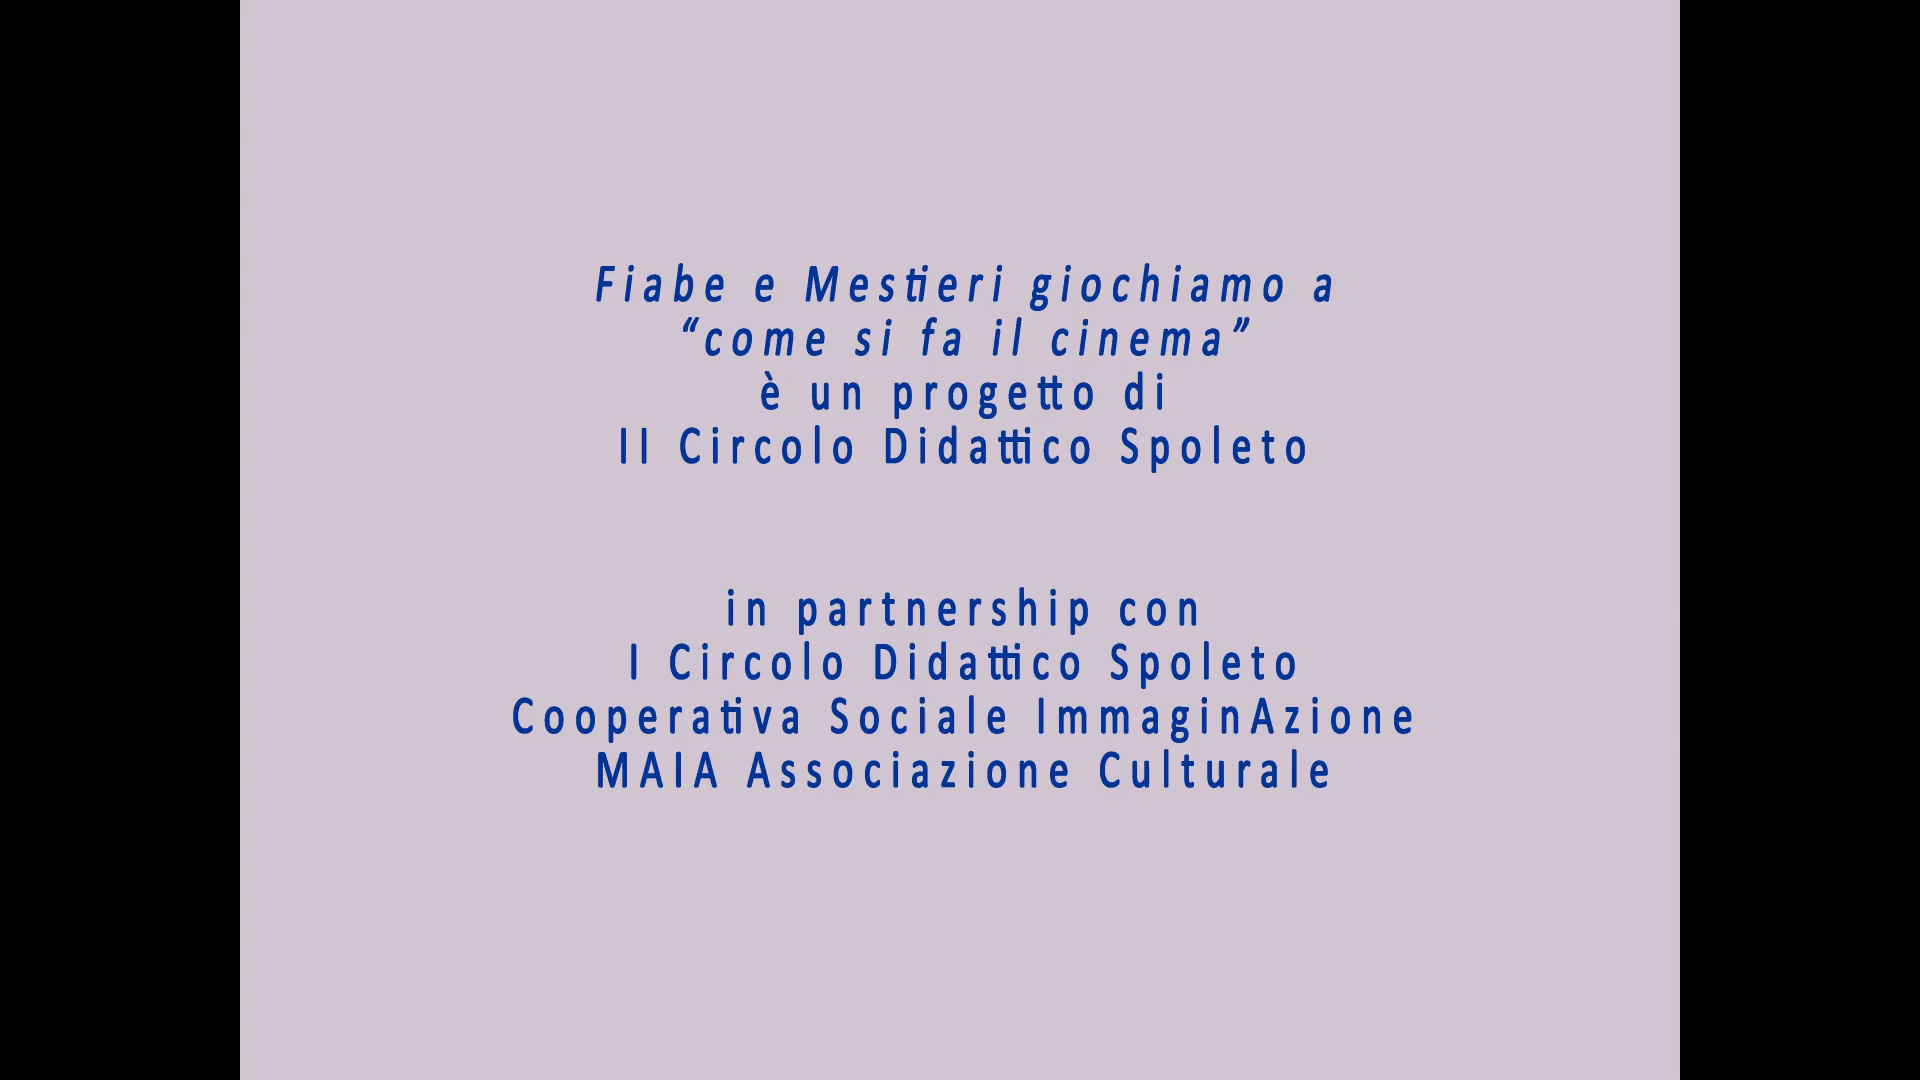 Fiabe e Mestieri giochiamo a
“come si fa il cinema”
è un progetto di
II Circolo Didattico Spoleto
in partnership con
I Circolo Didattico Spoleto
Cooperativa Sociale ImmaginAzione
MAIA Associazione Culturale